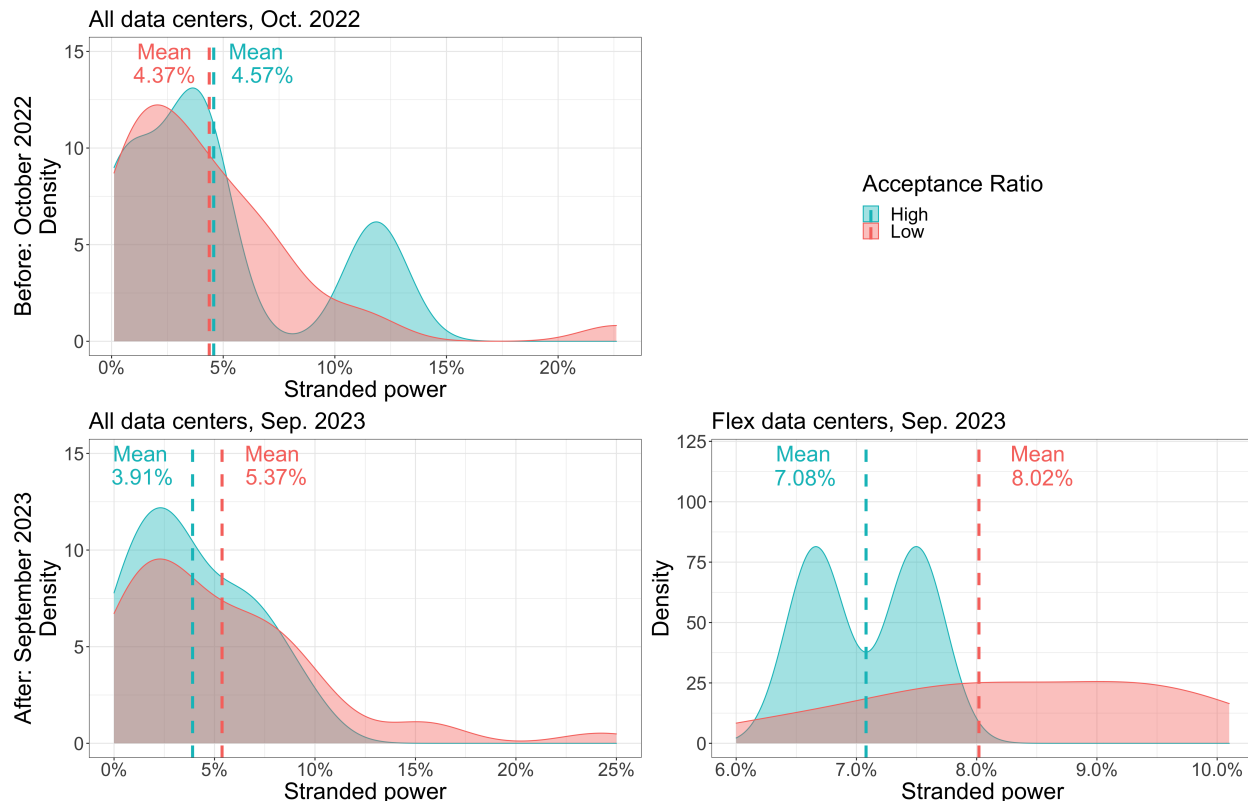 All data centers, Oct. 2022
Before: October 2022
Density
15
10
5
0
Mean
4.37%
Mean
4.57%
0%
5%
10%
15%
20%
Stranded power
Acceptance Ratio
High
Low
All data centers, Sep. 2023
After: September 2023
Density
15
10
5
0
Mean
3.91%
Mean
5.37%
0%
5%
10%
15%
20%
25%
Stranded power
Flex data centers, Sep. 2023
Density
125
100
75
50
25
0
Mean
7.08%
Mean
8.02%
6.0%
7.0%
8.0%
9.0%
10.0%
Stranded power